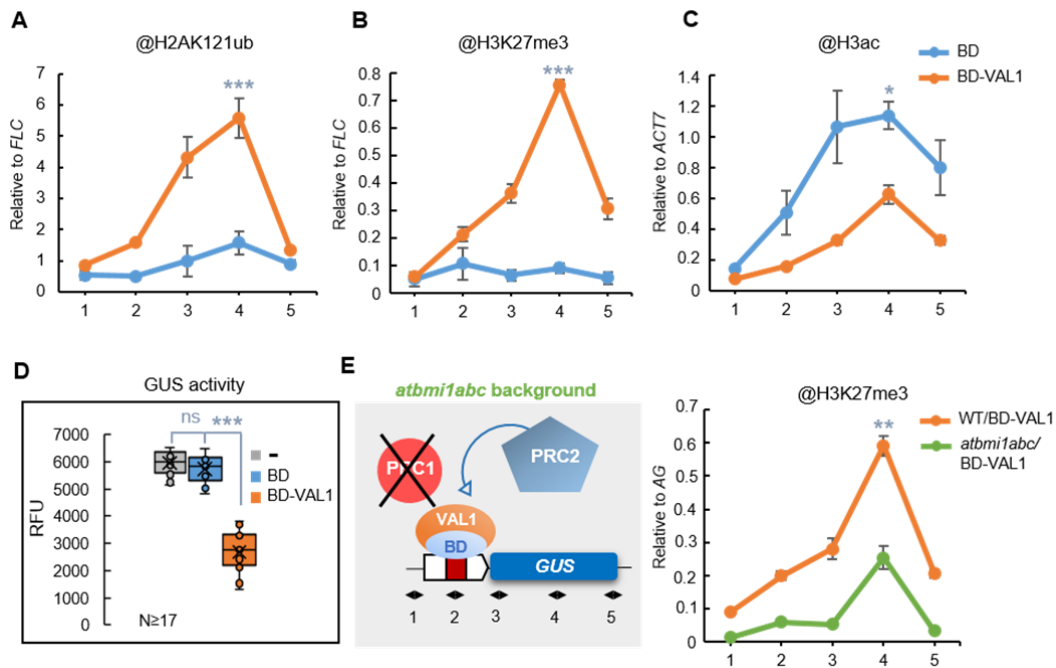 A
@H2AK121ub
Relative to FLC
7
6
5
4
3
2
1
0
***
1 2 3 4 5
B
@H3K27me3
Relative to FLC
0.8
0.7
0.6
0.5
0.4
0.3
0.2
0.1
0
***
1 2 3 4 5
C
@H3ac
Relative to ACT7
1.4
1.2
1.0
0.8
0.6
0.4
0.2
0
*
1 2 3 4 5
BD
BD-VAL1
D
GUS activity
RFU
7000
6000
5000
4000
3000
2000
1000
0
ns ***
-
BD
BD-VAL1
N≥17
E
atbmi1abc background
PRC1
PRC2
VAL1
BD
GUS
1 2 3 4 5
@H3K27me3
Relative to AG
0.7
0.6
0.5
0.4
0.3
0.2
0.1
0
**
1 2 3 4 5
WT/BD-VAL1
atbmi1abc/
BD-VAL1